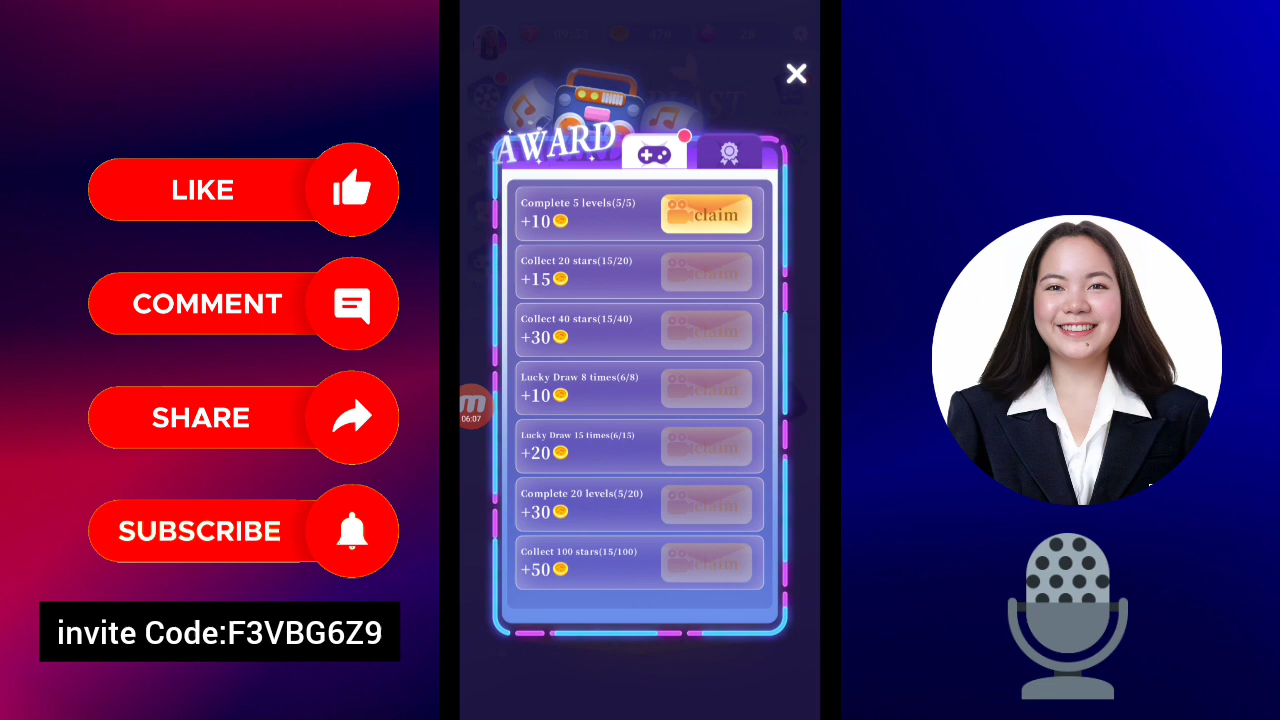 LIKE
COMMENT
SHARE
SUBSCRIBE
invite Code:F3VBG6Z9
AWARD
Complete 5 levels(5/5)
+10
claim
Collect 20 stars(15/20)
+15
claim
Collect 40 stars(15/40)
+30
claim
Lucky Draw 8 times(6/8)
+10
claim
Lucky Draw 15 times(6/15)
+20
claim
Complete 20 levels(5/20)
+30
claim
Collect 100 stars(15/100)
+50
claim
06:07